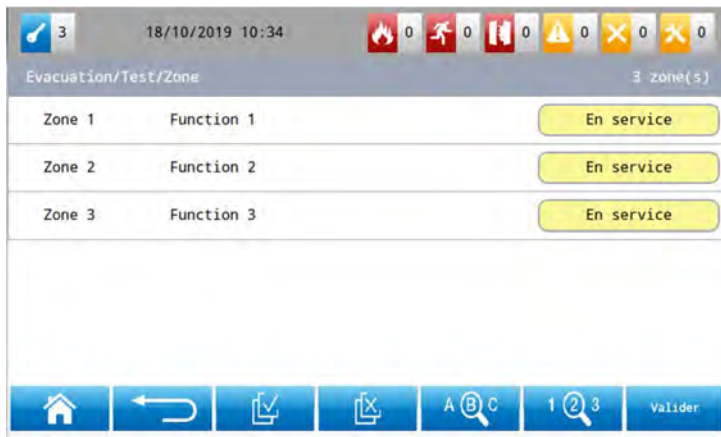 3 18/10/2019 10:34 0 0 0 0 0 0
Evacuation/Test/Zone 3 zone(s)
Zone 1 Function 1 En service
Zone 2 Function 2 En service
Zone 3 Function 3 En service
A B C 1 2 3 Valider